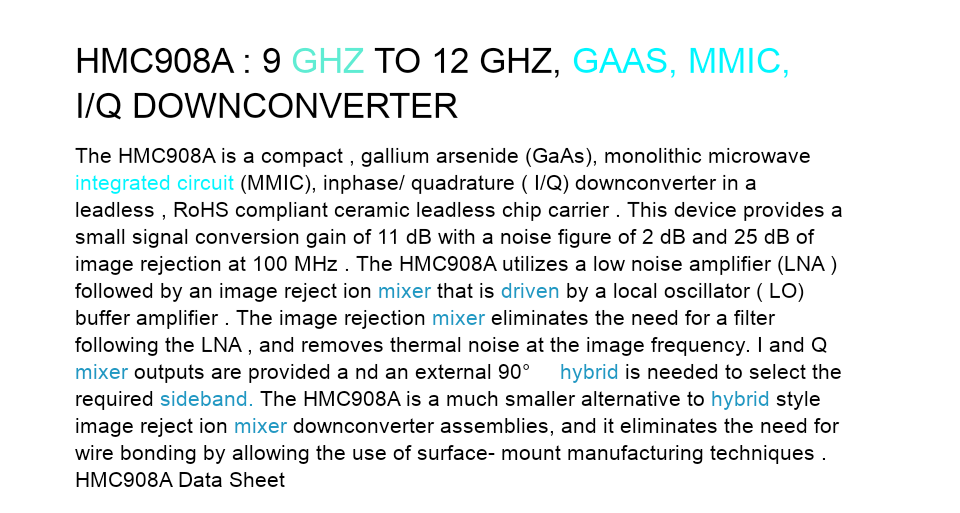 HMC908A : 9 GHZ TO 12 GHZ, GAAS, MMIC,
I/Q DOWNCONVERTER
The HMC908A is a compact , gallium arsenide (GaAs), monolithic microwave
integrated circuit (MMIC), inphase/ quadrature ( I/Q) downconverter in a
leadless , RoHS compliant ceramic leadless chip carrier . This device provides a
small signal conversion gain of 11 dB with a noise figure of 2 dB and 25 dB of
image rejection at 100 MHz . The HMC908A utilizes a low noise amplifier (LNA )
followed by an image reject ion mixer that is driven by a local oscillator ( LO)
buffer amplifier . The image rejection mixer eliminates the need for a filter
following the LNA , and removes thermal noise at the image frequency. I and Q
mixer outputs are provided a nd an external 90° hybrid is needed to select the
required sideband. The HMC908A is a much smaller alternative to hybrid style
image reject ion mixer downconverter assemblies, and it eliminates the need for
wire bonding by allowing the use of surface- mount manufacturing techniques .
HMC908A Data Sheet